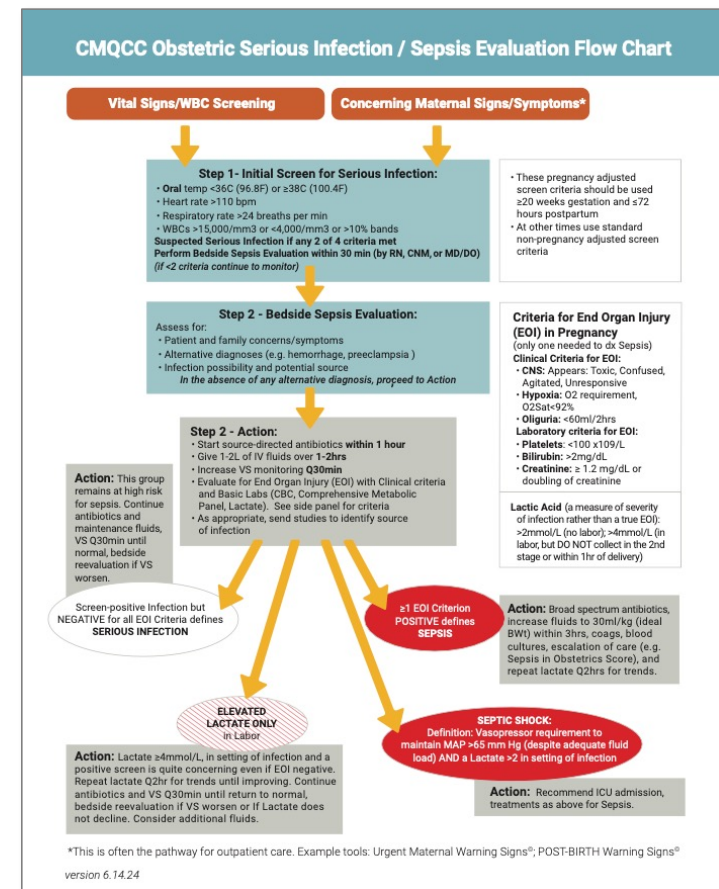 CMQCC Obstetric Serious Infection / Sepsis Evaluation Flow Chart
Vital Signs/WBC Screening
Concerning Maternal Signs/Symptoms*
Step 1- Initial Screen for Serious Infection:
• Oral temp <36C (96.8F) or ≥38C (100.4F)
• Heart rate >110 bpm
• Respiratory rate >24 breaths per min
• WBCs >15,000/mm3 or <4,000/mm3 or >10% bands
Suspected Serious Infection if any 2 of 4 criteria met
Perform Bedside Sepsis Evaluation within 30 min (by RN, CNM, or MD/DO)
(if <2 criteria continue to monitor)
• These pregnancy adjusted
screen criteria should be used
≥20 weeks gestation and ≤72
hours postpartum
• At other times use standard
non-pregnancy adjusted screen
criteria
Step 2 - Bedside Sepsis Evaluation:
Assess for:
• Patient and family concerns/symptoms
• Alternative diagnoses (e.g. hemorrhage, preeclampsia )
• Infection possibility and potential source
In the absence of any alternative diagnosis, proceed to Action
Criteria for End Organ Injury
(EOI) in Pregnancy
(only one needed to dx Sepsis)
Clinical Criteria for EOI:
• CNS: Appears: Toxic, Confused,
Agitated, Unresponsive
• Hypoxia: O2 requirement,
O2Sat<92%
• Oliguria: <60ml/2hrs
Laboratory criteria for EOI:
• Platelets: <100 x109/L
• Bilirubin: >2mg/dL
• Creatinine: ≥ 1.2 mg/dL or
doubling of creatinine
Lactic Acid (a measure of severity
of infection rather than a true EOI):
>2mmol/L (no labor); >4mmol/L (in
labor, but DO NOT collect in the 2nd
stage or within 1hr of delivery)
Step 2 - Action:
• Start source-directed antibiotics within 1 hour
• Give 1-2L of IV fluids over 1-2hrs
• Increase VS monitoring Q30min
• Evaluate for End Organ Injury (EOI) with Clinical criteria
and Basic Labs (CBC, Comprehensive Metabolic
Panel, Lactate). See side panel for criteria
• As appropriate, send studies to identify source
of infection
Action: This group
remains at high risk
for sepsis. Continue
antibiotics and
maintenance fluids,
VS Q30min until
normal, bedside
reevaluation if VS
worsen.
Screen-positive Infection but
NEGATIVE for all EOI Criteria defines
SERIOUS INFECTION
≥1 EOI Criterion
POSITIVE defines
SEPSIS
Action: Broad spectrum antibiotics,
increase fluids to 30ml/kg (ideal
BWt) within 3hrs, coags, blood
cultures, escalation of care (e.g.
Sepsis in Obstetrics Score), and
repeat lactate Q2hrs for trends.
ELEVATED
LACTATE ONLY
in Labor
Action: Lactate ≥4mmol/L, in setting of infection and a
positive screen is quite concerning even if EOI negative.
Repeat lactate Q2hr for trends until improving. Continue
antibiotics and VS Q30min until return to normal,
bedside reevaluation if VS worsen or If Lactate does
not decline. Consider additional fluids.
SEPTIC SHOCK:
Definition: Vasopressor requirement to
maintain MAP >65 mm Hg (despite adequate fluid
load) AND a Lactate >2 in setting of infection
Action: Recommend ICU admission,
treatments as above for Sepsis.
*This is often the pathway for outpatient care. Example tools: Urgent Maternal Warning Signs©; POST-BIRTH Warning Signs©
version 6.14.24